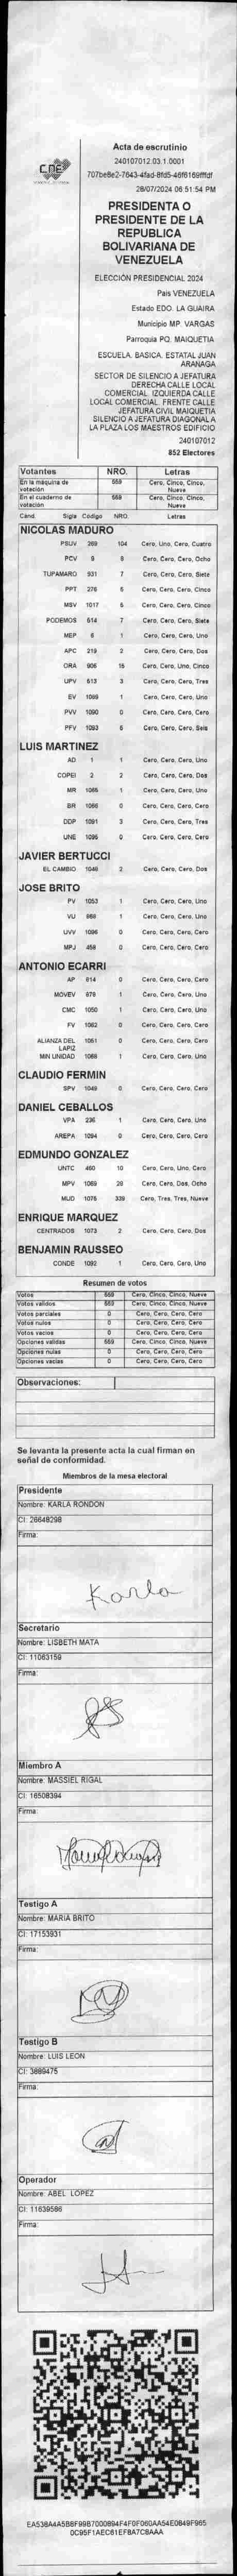 CNE
Acta de escrutinio
240107012.03.1.0001
707be8e2-7643-4fad-8fd5-46f6169fffdf
28/07/2024 06:51:54 PM
PRESIDENTA O
PRESIDENTE DE LA
REPUBLICA
BOLIVARIANA DE
VENEZUELA
ELECCIÓN PRESIDENCIAL 2024
País VENEZUELA
Estado EDO. LA GUAIRA
Municipio MP. VARGAS
Parroquia PQ. MAIQUETIA
ESCUELA. BASICA. ESTATAL JUAN
ARANAGA
SECTOR DE SILENCIO A JEFATURA
DERECHA CALLE LOCAL
COMERCIAL. IZQUIERDA CALLE
LOCAL COMERCIAL. FRENTE CALLE
JEFATURA CIVIL MAIQUETIA
SILENCIO A JEFATURA DIAGONAL A
LA PLAZA LOS MAESTROS EDIFICIO
240107012
852 Electores
Votantes NRO. Letras
En la máquina de votación 559 Cero, Cinco, Cinco, Nueve
En el cuaderno de votación 559 Cero, Cinco, Cinco, Nueve
Cand. Sigla Código NRO. Letras
NICOLAS MADURO
PSUV 269 104 Cero, Uno, Cero, Cuatro
PCV 9 8 Cero, Cero, Cero, Ocho
TUPAMARO 931 7 Cero, Cero, Cero, Siete
PPT 276 5 Cero, Cero, Cero, Cinco
MSV 1017 5 Cero, Cero, Cero, Cinco
PODEMOS 614 7 Cero, Cero, Cero, Siete
MEP 6 1 Cero, Cero, Cero, Uno
APC 219 2 Cero, Cero, Cero, Dos
ORA 906 15 Cero, Cero, Uno, Cinco
UPV 613 3 Cero, Cero, Cero, Tres
EV 1089 1 Cero, Cero, Cero, Uno
PVV 1090 0 Cero, Cero, Cero, Cero
PFV 1093 6 Cero, Cero, Cero, Seis
LUIS MARTINEZ
AD 1 1 Cero, Cero, Cero, Uno
COPEI 2 2 Cero, Cero, Cero, Dos
MR 1085 1 Cero, Cero, Cero, Uno
BR 1066 0 Cero, Cero, Cero, Cero
DDP 1091 3 Cero, Cero, Cero, Tres
UNE 1095 0 Cero, Cero, Cero, Cero
JAVIER BERTUCCI
EL CAMBIO 1046 2 Cero, Cero, Cero, Dos
JOSE BRITO
PV 1053 1 Cero, Cero, Cero, Uno
VU 969 1 Cero, Cero, Cero, Uno
UVV 1096 0 Cero, Cero, Cero, Cero
MPJ 458 0 Cero, Cero, Cero, Cero
ANTONIO ECARRI
AP 814 0 Cero, Cero, Cero, Cero
MOVEV 979 1 Cero, Cero, Cero, Uno
CMC 1050 1 Cero, Cero, Cero, Uno
FV 1062 0 Cero, Cero, Cero, Cero
ALIANZA DEL LAPIZ 1051 0 Cero, Cero, Cero, Cero
MIN UNIDAD 1068 1 Cero, Cero, Cero, Uno
CLAUDIO FERMIN
SPV 1049 0 Cero, Cero, Cero, Cero
DANIEL CEBALLOS
VPA 236 1 Cero, Cero, Cero, Uno
AREPA 1094 0 Cero, Cero, Cero, Cero
EDMUNDO GONZALEZ
UNTC 460 10 Cero, Cero, Uno, Cero
MPV 1069 28 Cero, Cero, Dos, Ocho
MUD 1076 339 Cero, Tres, Tres, Nueve
ENRIQUE MARQUEZ
CENTRADOS 1073 2 Cero, Cero, Cero, Dos
BENJAMIN RAUSSEO
CONDE 1092 1 Cero, Cero, Cero, Uno
Resumen de votos
Votos 559 Cero, Cinco, Cinco, Nueve
Votos validos 559 Cero, Cinco, Cinco, Nueve
Votos parciales 0 Cero, Cero, Cero, Cero
Votos nulos 0 Cero, Cero, Cero, Cero
Votos vacios 0 Cero, Cero, Cero, Cero
Opciones validas 559 Cero, Cinco, Cinco, Nueve
Opciones nulas 0 Cero, Cero, Cero, Cero
Opciones vacias 0 Cero, Cero, Cero, Cero
Observaciones:
Se levanta la presente acta la cual firman en
señal de conformidad.
Miembros de la mesa electoral
Presidente
Nombre: KARLA RONDON
CI: 26648298
Firma:
Karla
Secretario
Nombre: LISBETH MATA
CI: 11063159
Firma:
Miembro A
Nombre: MASSIEL RIGAL
CI: 16508394
Firma:
Testigo A
Nombre: MARIA BRITO
CI: 17153931
Firma:
Testigo B
Nombre: LUIS LEON
CI: 3889475
Firma:
Operador
Nombre: ABEL LOPEZ
CI: 11639586
Firma:
EA538A4A5B8F99B7000894F4F0F060AA54E0849F965
0C95F1AEC61EF8A7CBAAA